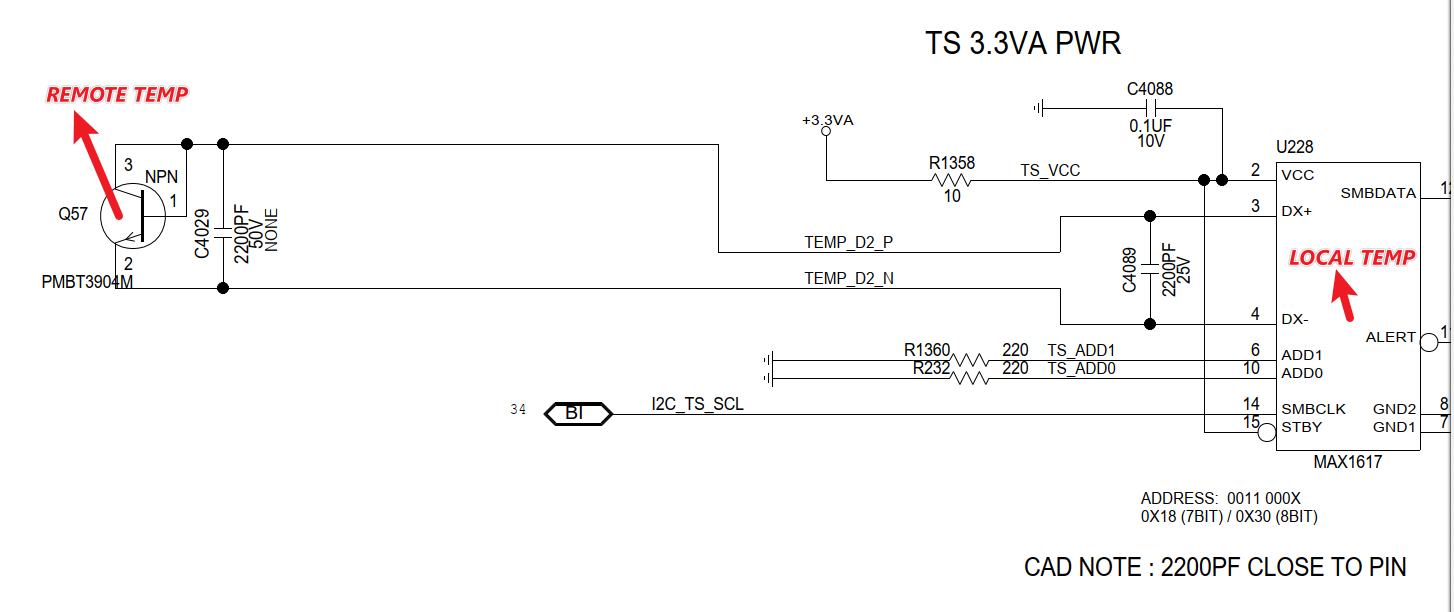 TS 3.3VA PWR
REMOTE TEMP
C4088
+3.3VA
0.1UF
10V
U228
3
NPN
R1358
TS_VCC
2
VCC
1
SMBDATA
10
3
DX+
Q57
C4029
2200PF
50V
NONE
TEMP_D2_P
C4089
2200PF
25V
LOCAL TEMP
2
PMBT3904M
TEMP_D2_N
4
DX-
ALERT
R1360
220
TS_ADD1
6
ADD1
R232
220
TS_ADD0
10
ADD0
34
BI
I2C_TS_SCL
14
SMBCLK
GND2
8
15
STBY
GND1
7
MAX1617
ADDRESS: 0011 000X
0X18 (7BIT) / 0X30 (8BIT)
CAD NOTE : 2200PF CLOSE TO PIN